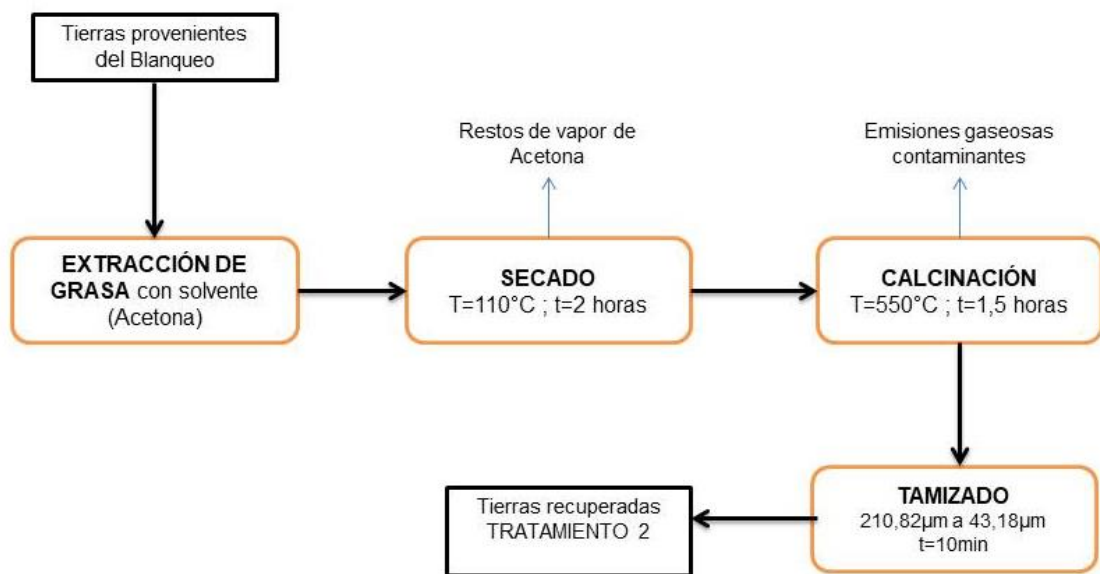 Tierras provenientes
del Blanqueo
Restos de vapor de
Acetona
Emisiones gaseosas
contaminantes
EXTRACCIÓN DE
GRASA con solvente
(Acetona)
SECADO
T=110°C ; t=2 horas
CALCINACIÓN
T=550°C ; t=1,5 horas
Tierras recuperadas
TRATAMIENTO 2
TAMIZADO
210,82µm a 43,18µm
t=10min